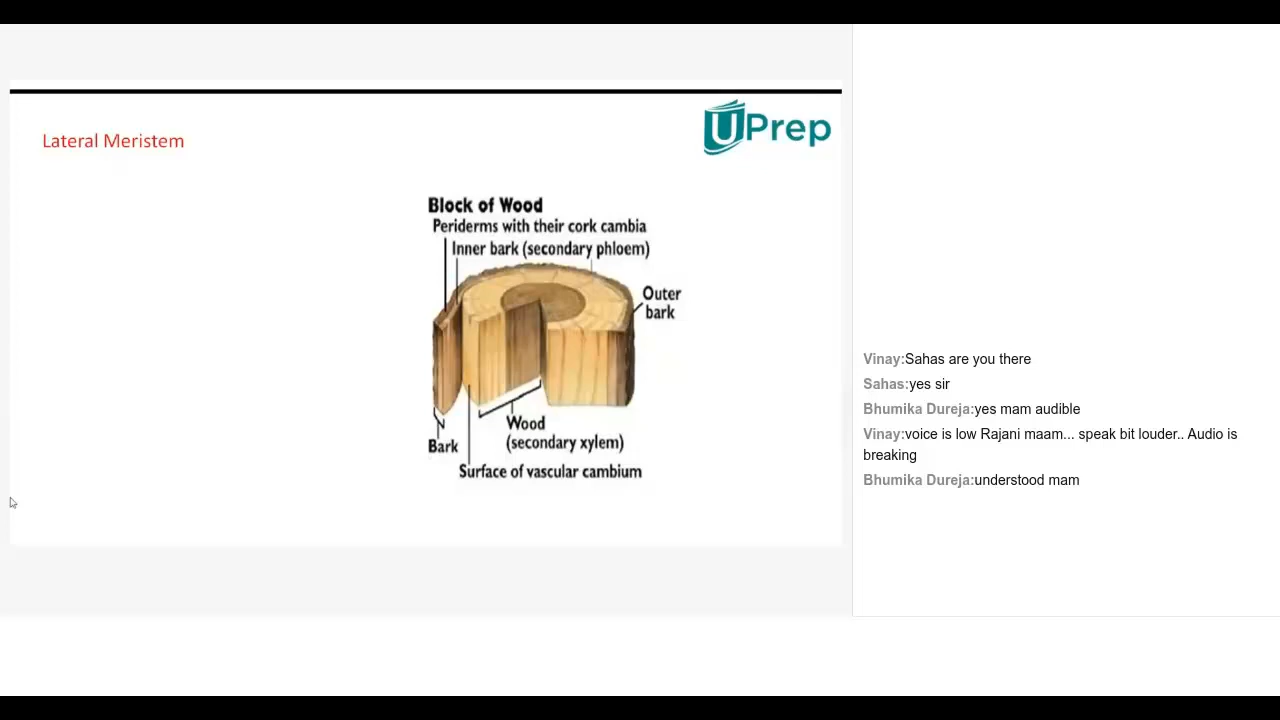 Lateral Meristem
UPrep
Block of Wood
Periderms with their cork cambia
Inner bark (secondary phloem)
Outer
bark
Wood
(secondary xylem)
Bark
Surface of vascular cambium
Vinay:Sahas are you there
Sahas:yes sir
Bhumika Dureja:yes mam audible
Vinay:voice is low Rajani maam... speak bit louder.. Audio is
breaking
Bhumika Dureja:understood mam